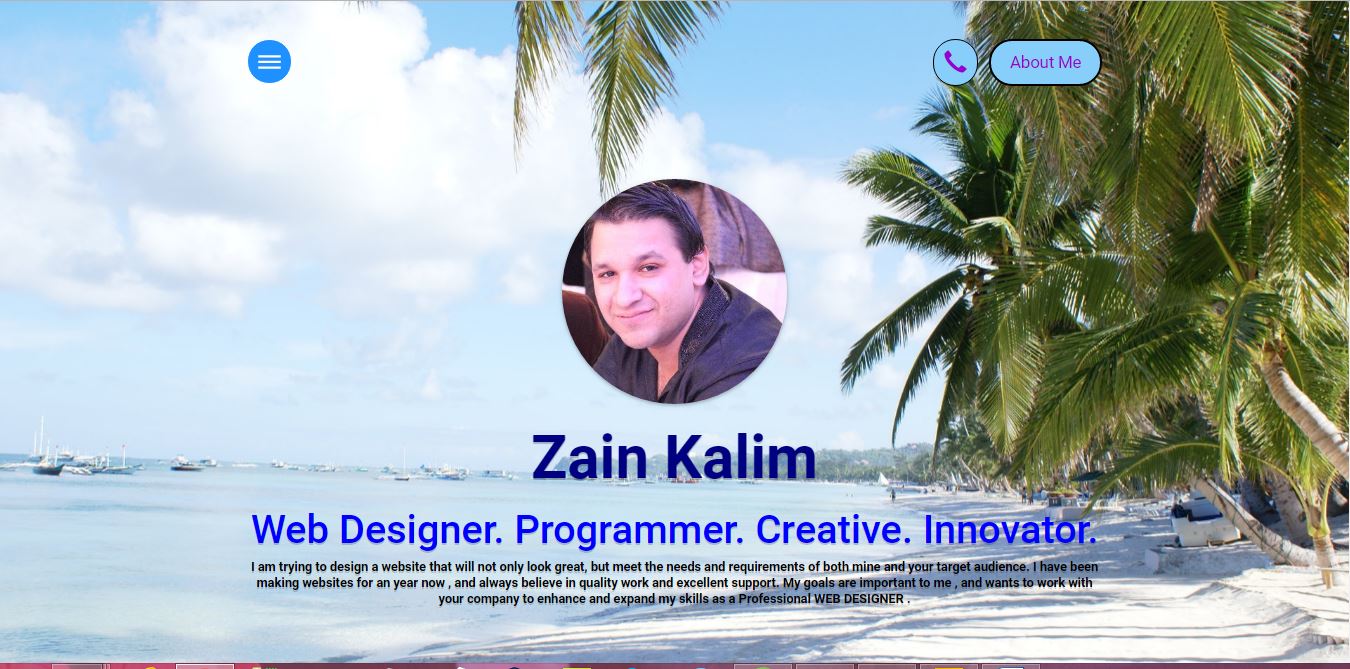 About Me
Zain Kalim
Web Designer. Programmer. Creative. Innovator.
I am trying to design a website that will not only look great, but meet the needs and requirements of both mine and your target audience. I have been
making websites for an year now , and always believe in quality work and excellent support. My goals are important to me , and wants to work with
your company to enhance and expand my skills as a Professional WEB DESIGNER .